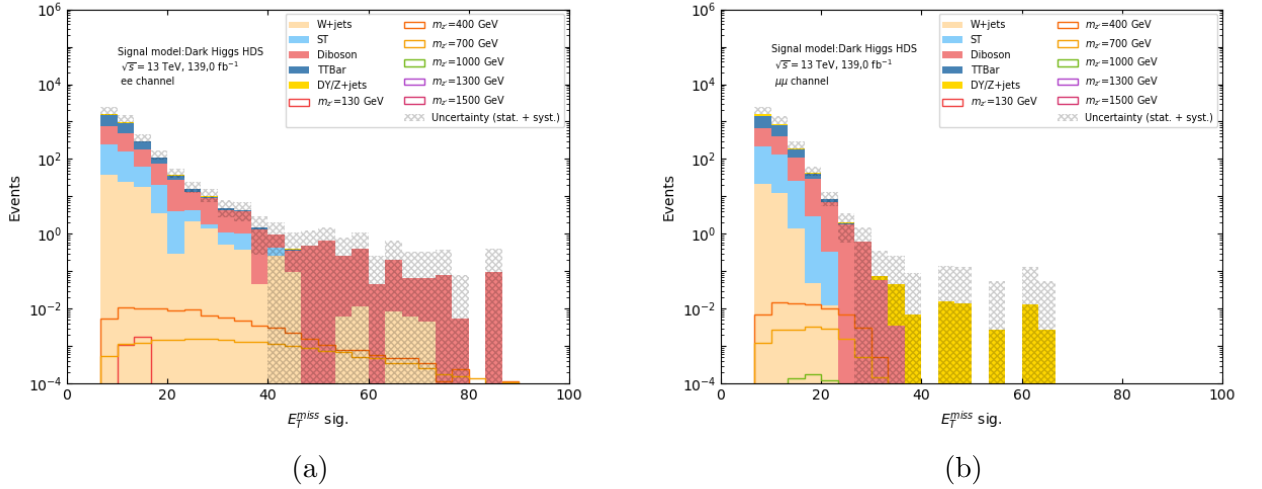 10^6
10^4
10^2
10^0
10^−2
10^−4
Events
Signal model:Dark Higgs HDS
√s = 13 TeV, 139,0 fb^−1
ee channel
W+jets
ST
Diboson
TTBar
DY/Z+jets
m_z'=130 GeV
m_z'=400 GeV
m_z'=700 GeV
m_z'=1000 GeV
m_z'=1300 GeV
m_z'=1500 GeV
Uncertainty (stat. + syst.)
0 20 40 60 80 100
E_T^miss sig.
(a)
10^6
10^4
10^2
10^0
10^−2
10^−4
Events
Signal model:Dark Higgs HDS
√s = 13 TeV, 139,0 fb^−1
μμ channel
W+jets
ST
Diboson
TTBar
DY/Z+jets
m_z'=130 GeV
m_z'=400 GeV
m_z'=700 GeV
m_z'=1000 GeV
m_z'=1300 GeV
m_z'=1500 GeV
Uncertainty (stat. + syst.)
0 20 40 60 80 100
E_T^miss sig.
(b)